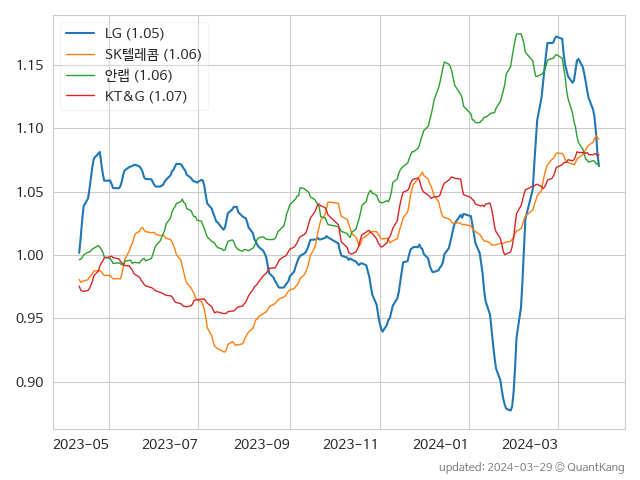 LG (1.05)
SK텔레콤 (1.06)
안랩 (1.06)
KT&G (1.07)
1.15
1.10
1.05
1.00
0.95
0.90
2023-05 2023-07 2023-09 2023-11 2024-01 2024-03
updated: 2024-03-29 © QuantKang